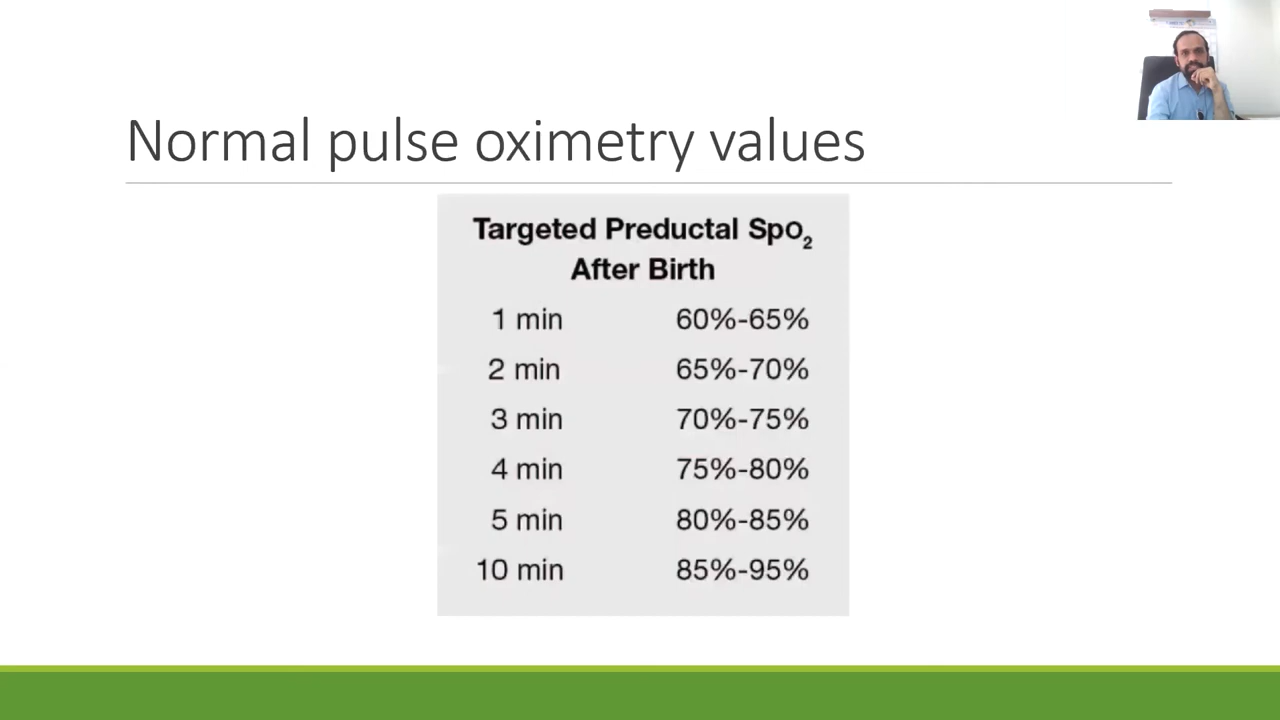 Normal pulse oximetry values
Targeted Preductal Spo₂
After Birth
1 min 60%-65%
2 min 65%-70%
3 min 70%-75%
4 min 75%-80%
5 min 80%-85%
10 min 85%-95%